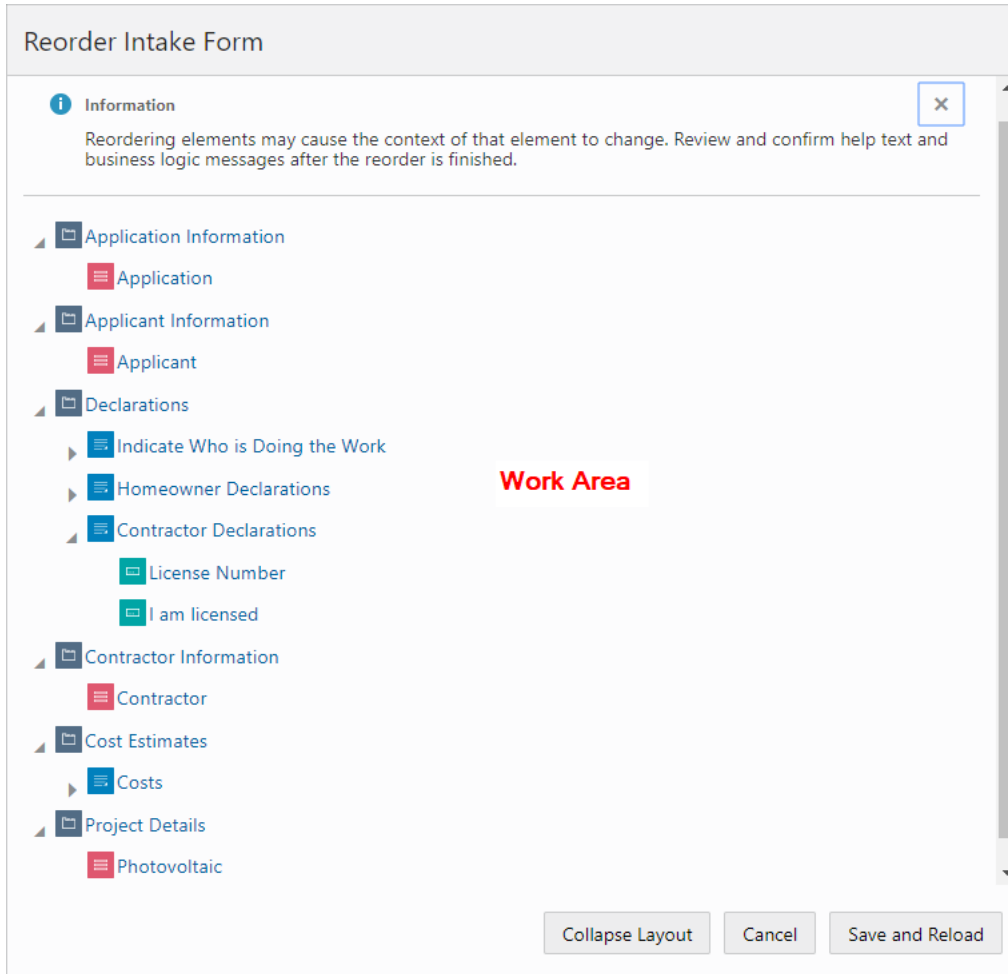 Reorder Intake Form
Information
Reordering elements may cause the context of that element to change. Review and confirm help text and
business logic messages after the reorder is finished.
Application Information
Application
Applicant Information
Applicant
Declarations
Indicate Who is Doing the Work
Homeowner Declarations
Work Area
Contractor Declarations
License Number
I am licensed
Contractor Information
Contractor
Cost Estimates
Costs
Project Details
Photovoltaic
Collapse Layout Cancel Save and Reload